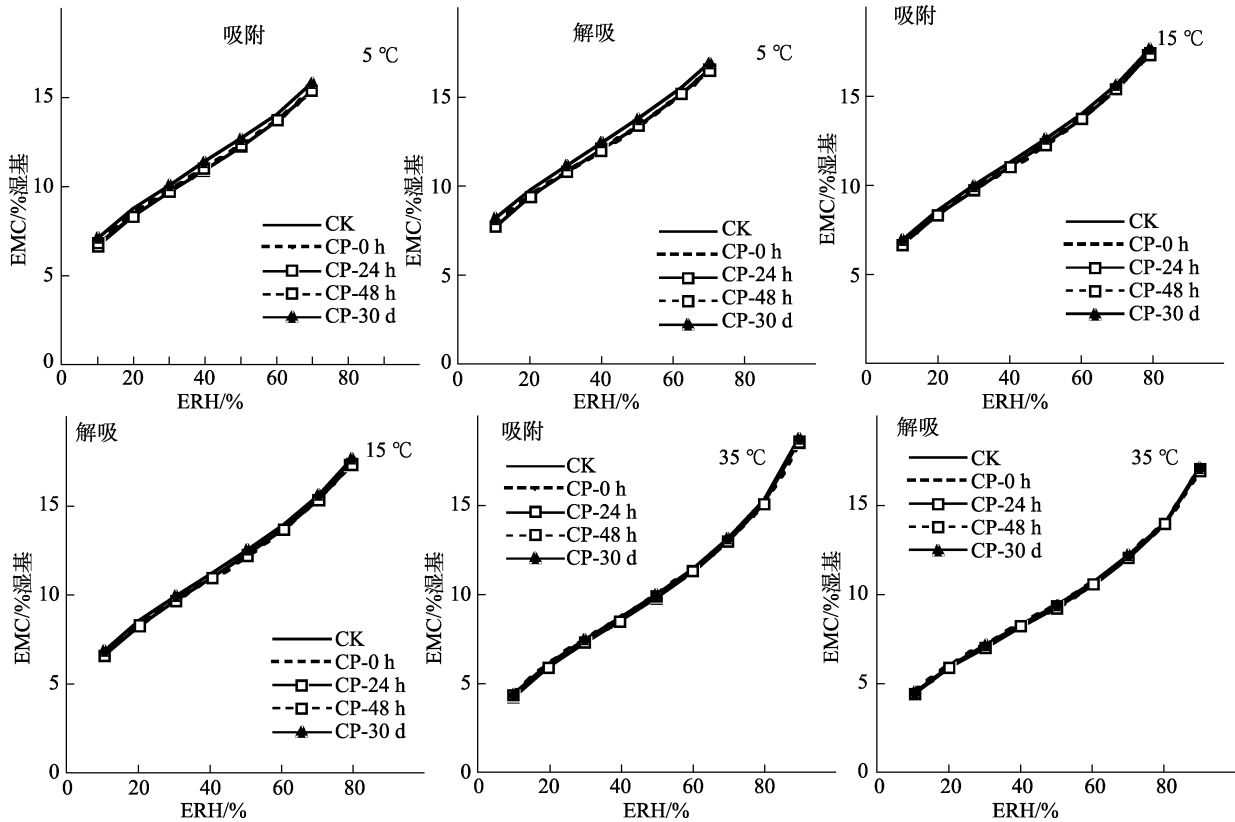 吸附
5 ℃
EMC/%湿基
15
10
5
0
CK
CP-0 h
CP-24 h
CP-48 h
CP-30 d
0 20 40 60 80
ERH/%
解吸
5 ℃
EMC/%湿基
15
10
5
0
CK
CP-0 h
CP-24 h
CP-48 h
CP-30 d
0 20 40 60 80
ERH/%
吸附
15 ℃
EMC/%湿基
15
10
5
0
CK
CP-0 h
CP-24 h
CP-48 h
CP-30 d
0 20 40 60 80
ERH/%
解吸
15 ℃
EMC/%湿基
15
10
5
0
CK
CP-0 h
CP-24 h
CP-48 h
CP-30 d
0 20 40 60 80
ERH/%
吸附
35 ℃
CK
CP-0 h
CP-24 h
CP-48 h
CP-30 d
EMC/%湿基
15
10
5
0
0 20 40 60 80
ERH/%
解吸
35 ℃
CK
CP-0 h
CP-24 h
CP-48 h
CP-30 d
EMC/%湿基
15
10
5
0
0 20 40 60 80
ERH/%